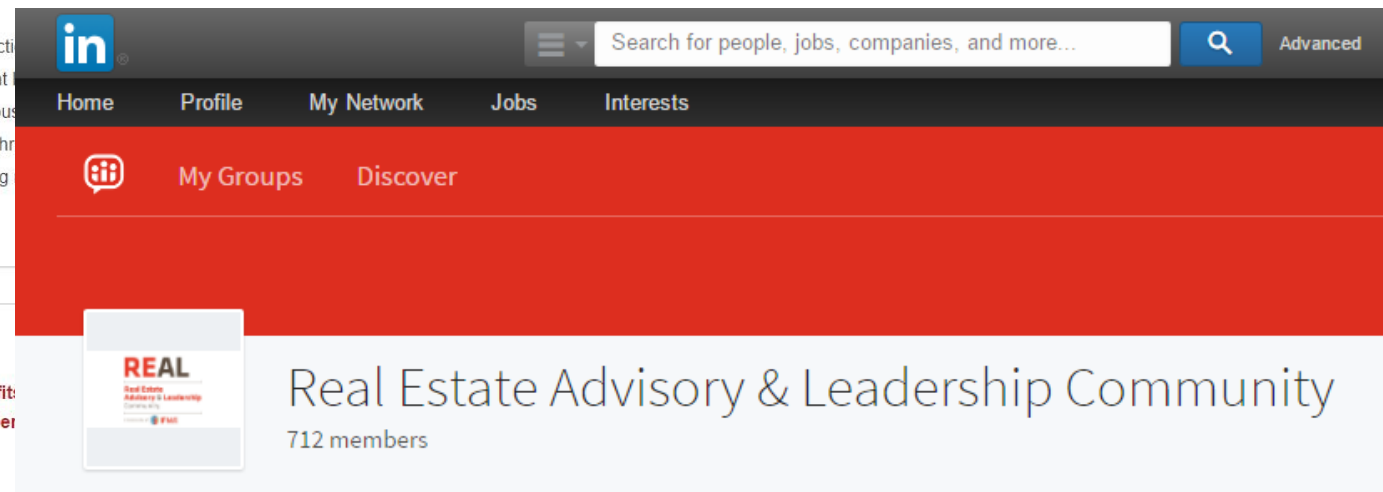 in
Search for people, jobs, companies, and more...
Advanced
Home Profile My Network Jobs Interests
My Groups Discover
REAL
Real Estate
Advisory & Leadership
Community
IFMA
Real Estate Advisory & Leadership Community
712 members